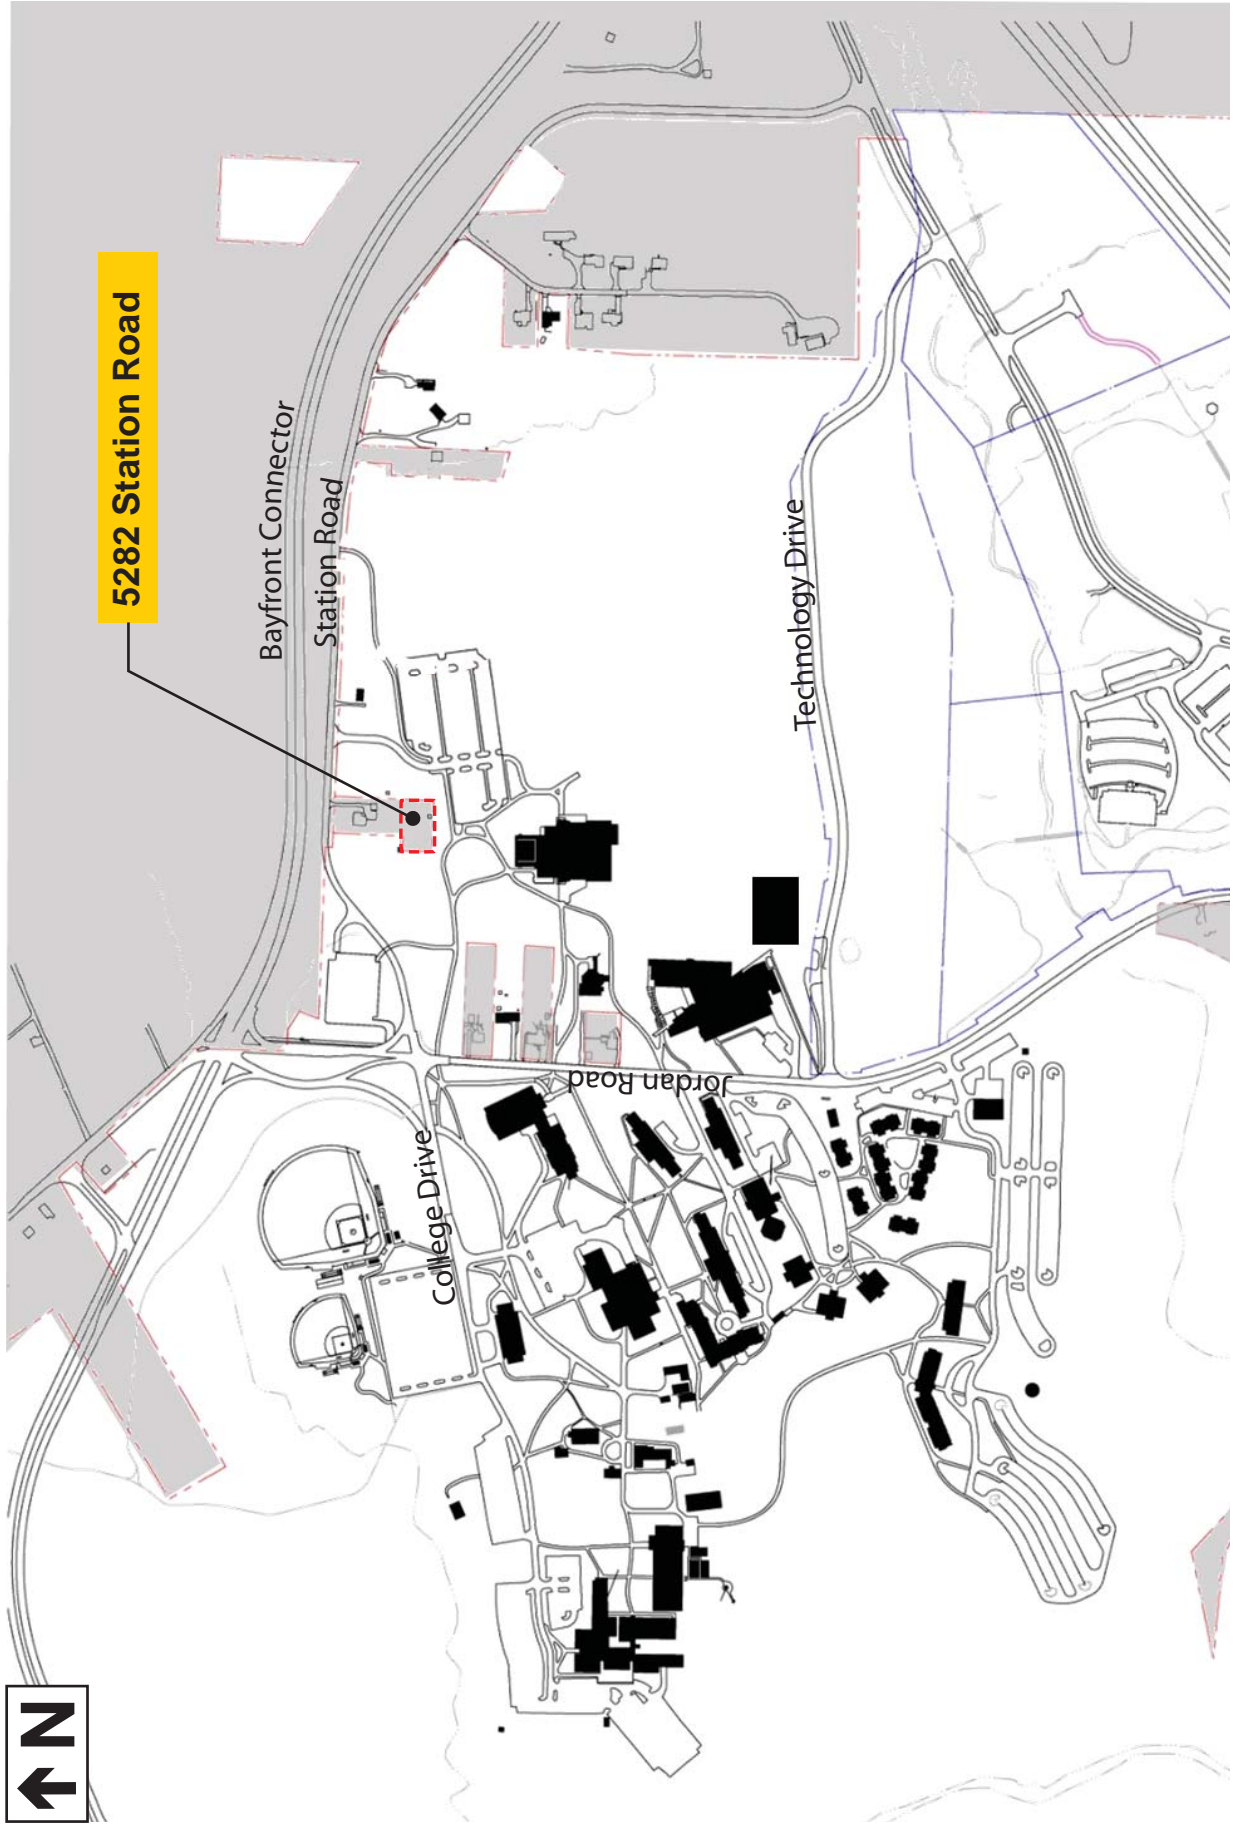 5282 Station Road
Bayfront Connector
Station Road
Technology Drive
Jordan Road
College Drive
N